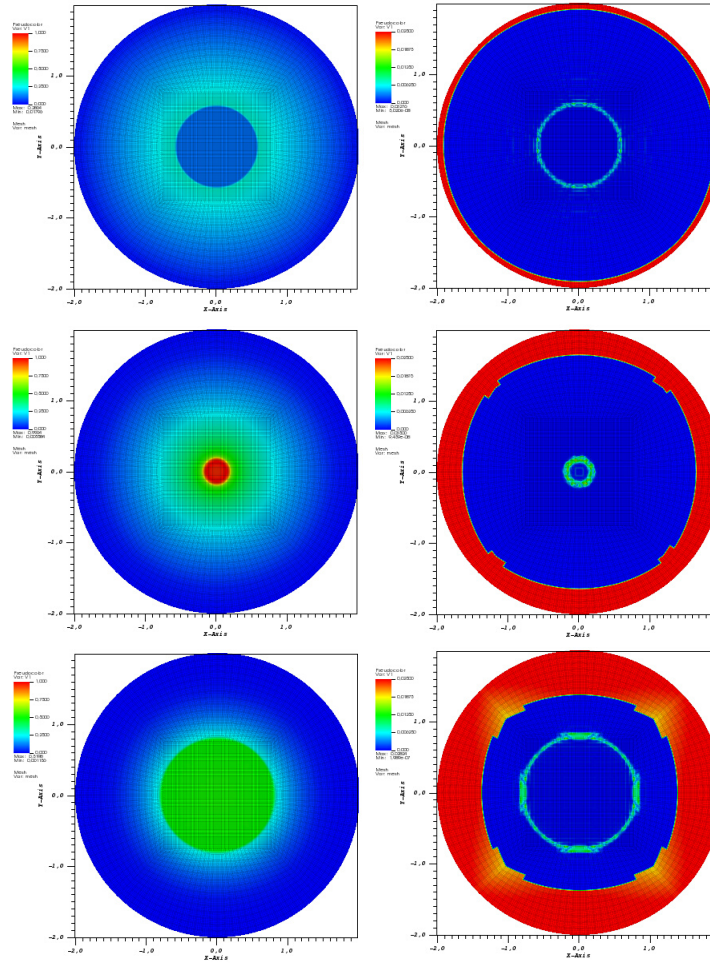 Pseudocolor
Var: V1
1.000
0.7500
0.5000
0.2500
0.000
Mesh
Var: mesh
Y-Axis
1,0
0,0
-1,0
-2,0
-2,0 -1,0 0,0 1,0
X-Axis
Pseudocolor
Var: V1
0.02500
0.01875
0.01250
0.006250
0.000
Mesh
Var: mesh
Y-Axis
1,0
0,0
-1,0
-2,0
-2,0 -1,0 0,0 1,0
X-Axis
Pseudocolor
Var: V1
1.000
0.7500
0.5000
0.2500
0.000
Mesh
Var: mesh
Y-Axis
1,0
0,0
-1,0
-2,0
-2,0 -1,0 0,0 1,0
X-Axis
Pseudocolor
Var: V1
0.02500
0.01875
0.01250
0.006250
0.000
Mesh
Var: mesh
Y-Axis
1,0
0,0
-1,0
-2,0
-2,0 -1,0 0,0 1,0
X-Axis
Pseudocolor
Var: V1
1.000
0.7500
0.5000
0.2500
0.000
Mesh
Var: mesh
Y-Axis
1,0
0,0
-1,0
-2,0
-2,0 -1,0 0,0 1,0
X-Axis
Pseudocolor
Var: V1
0.02500
0.01875
0.01250
0.006250
0.000
Mesh
Var: mesh
Y-Axis
1,0
0,0
-1,0
-2,0
-2,0 -1,0 0,0 1,0
X-Axis